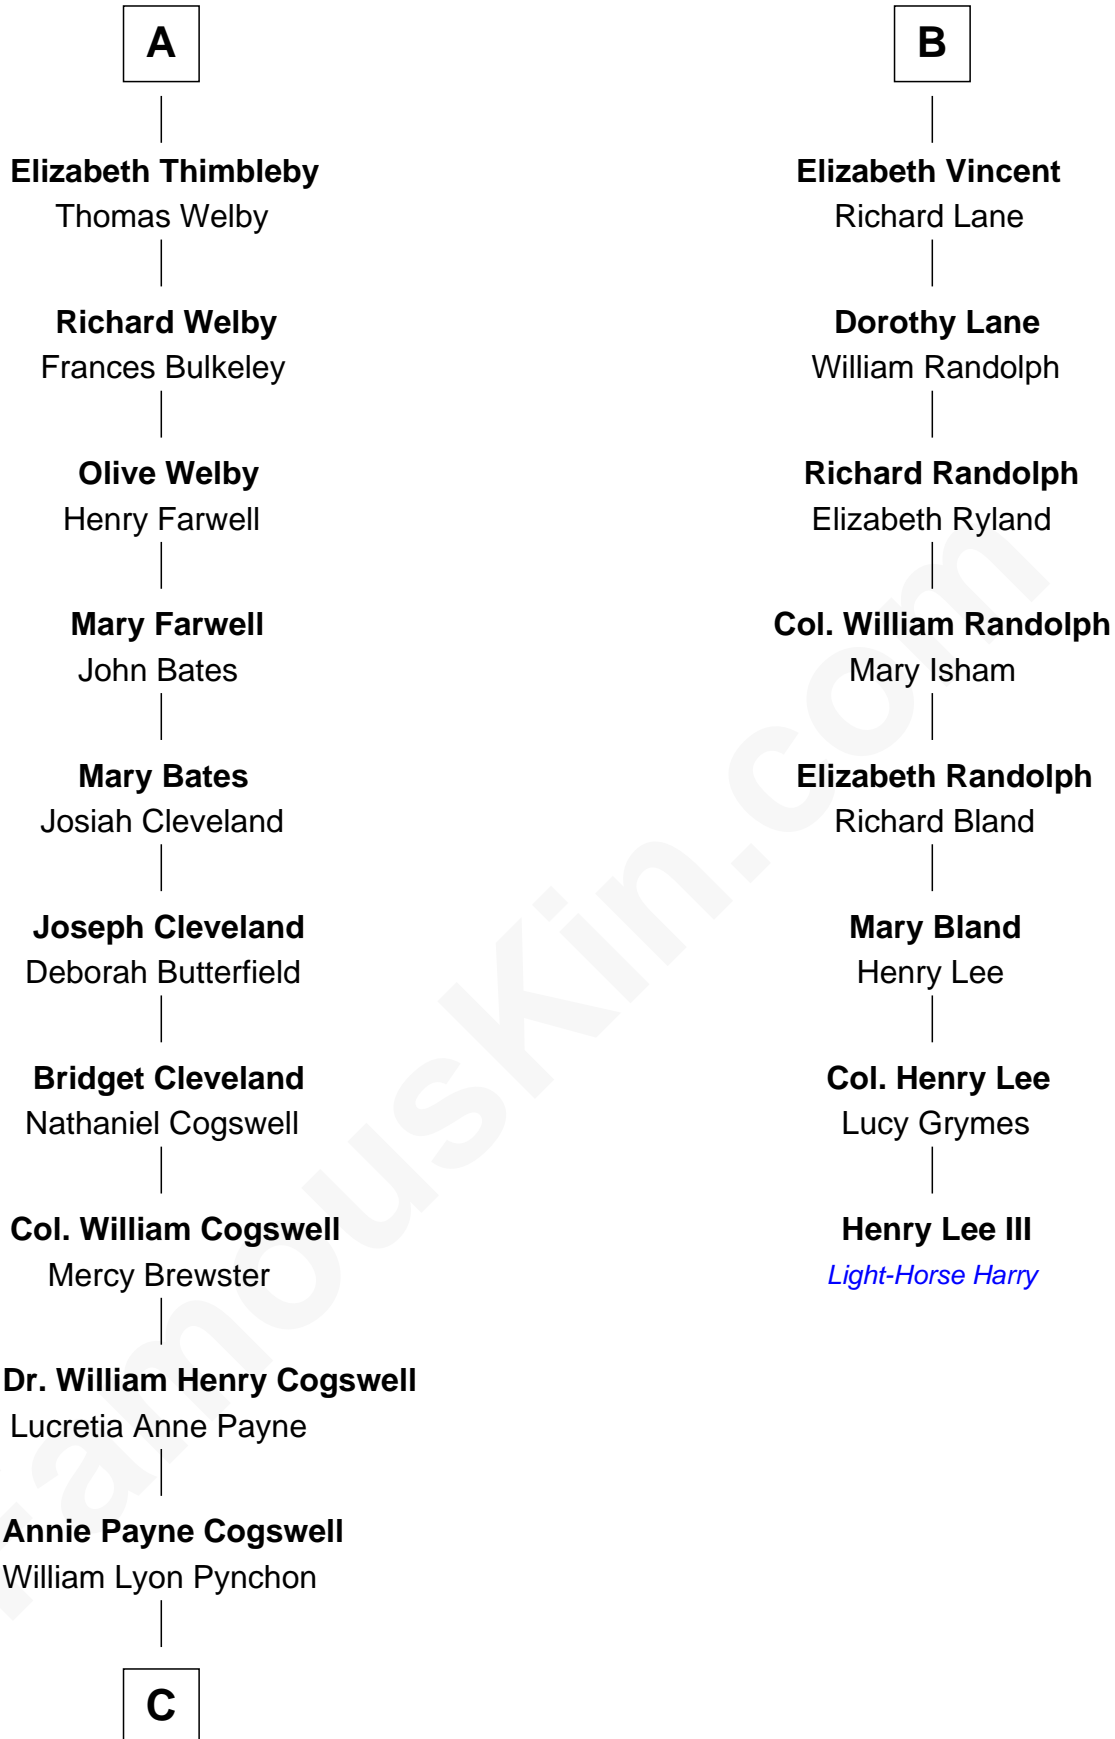 A
Elizabeth Thimbleby
Thomas Welby
Richard Welby
Frances Bulkeley
Olive Welby
Henry Farwell
Mary Farwell
John Bates
Mary Bates
Josiah Cleveland
Joseph Cleveland
Deborah Butterfield
Bridget Cleveland
Nathaniel Cogswell
Col. William Cogswell
Mercy Brewster
Dr. William Henry Cogswell
Lucretia Anne Payne
Annie Payne Cogswell
William Lyon Pynchon
C
B
Elizabeth Vincent
Richard Lane
Dorothy Lane
William Randolph
Richard Randolph
Elizabeth Ryland
Col. William Randolph
Mary Isham
Elizabeth Randolph
Richard Bland
Mary Bland
Henry Lee
Col. Henry Lee
Lucy Grymes
Henry Lee III
Light-Horse Harry
FamousKin.com